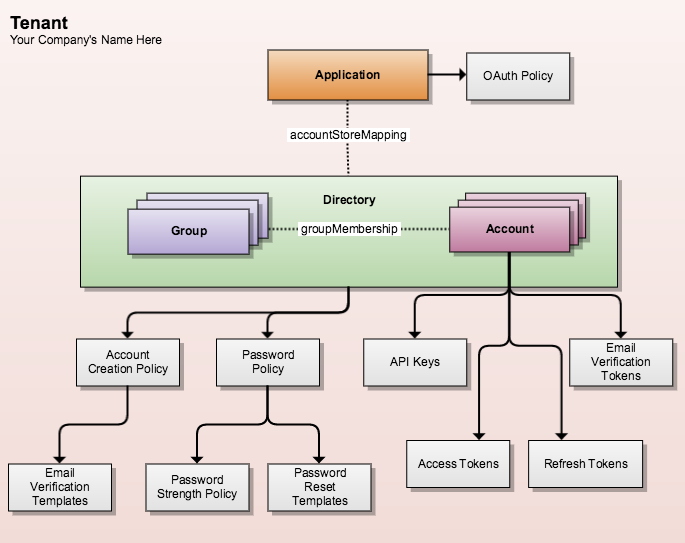 Tenant
Your Company's Name Here
Application
OAuth Policy
accountStoreMapping
Directory
Group
groupMembership
Account
Account
Creation Policy
Password
Policy
API Keys
Email
Verification
Tokens
Email
Verification
Templates
Password
Strength Policy
Password
Reset
Templates
Access Tokens
Refresh Tokens